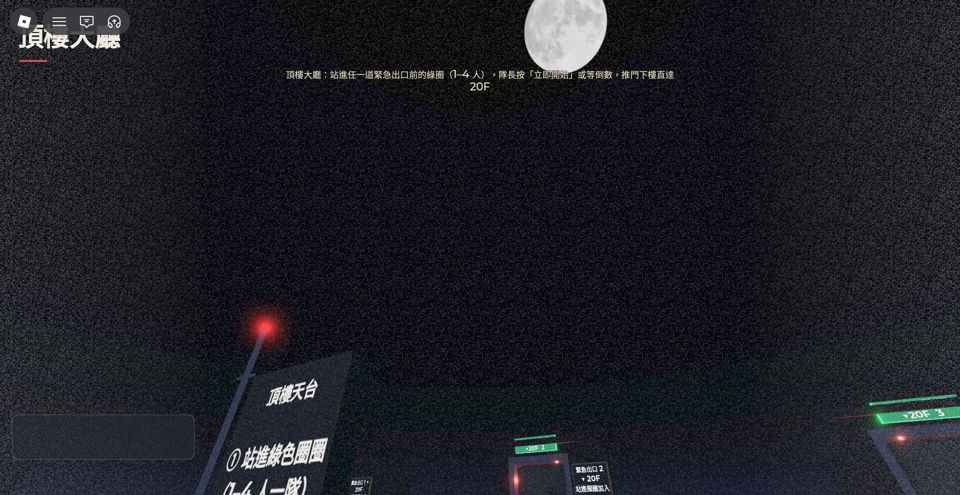 頂樓大廳
頂樓大廳：站進任一道緊急出口前的綠圈（1–4 人），隊長按「立即開始」或等倒數，推門下樓直達
20F
頂樓天台
① 站進綠色圈圈
(1–4 人一隊)
20F
▼20F 2
緊急出口 2
▼ 20F
站進圈圈加入
▼20F 3